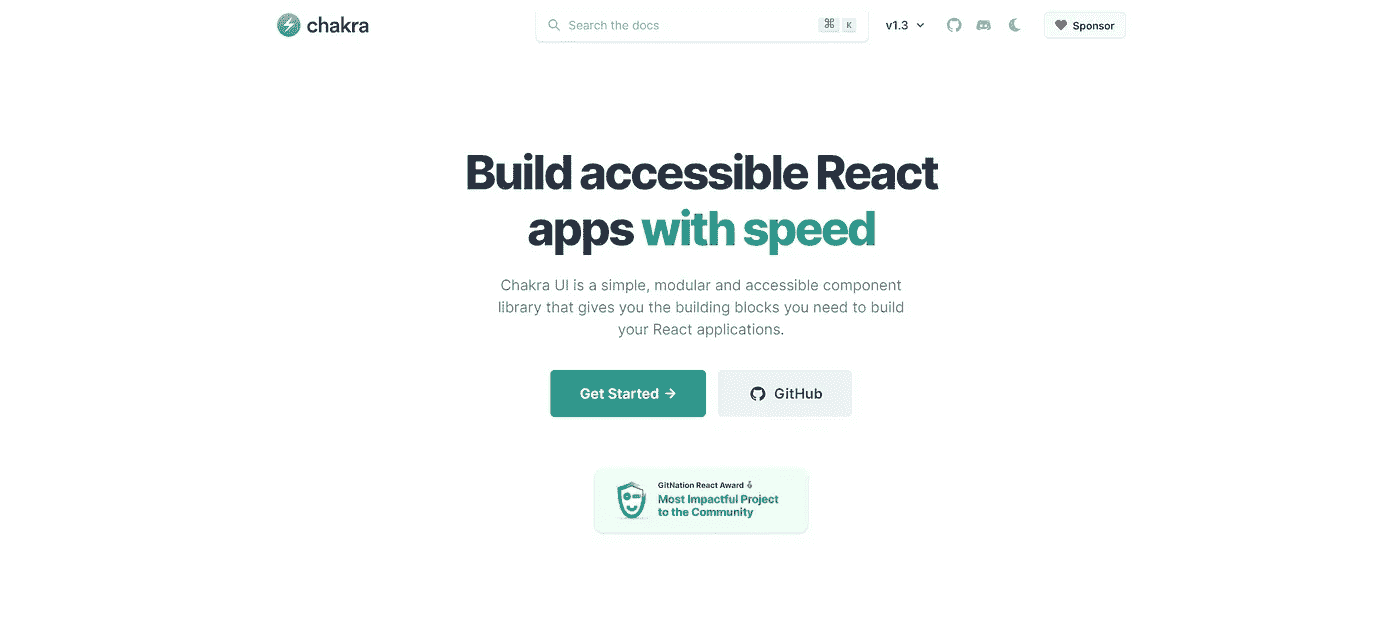 chakra
Search the docs
⌘ K
v1.3
Sponsor
Build accessible React
apps with speed
Chakra UI is a simple, modular and accessible component
library that gives you the building blocks you need to build
your React applications.
Get Started →
GitHub
GitNation React Award
Most Impactful Project
to the Community